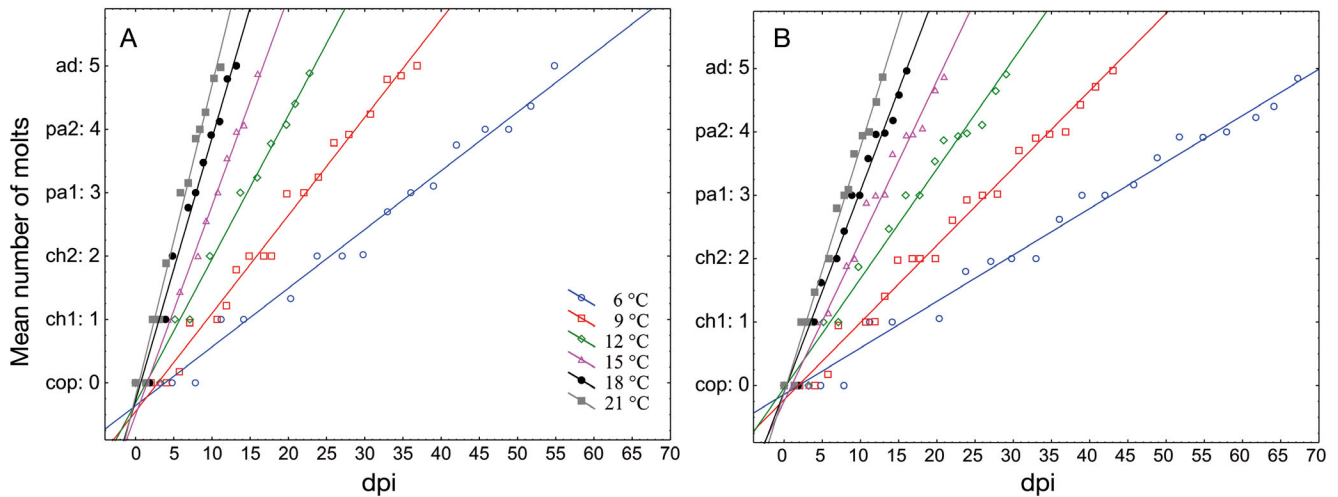 A
B
Mean number of molts
ad: 5
pa2: 4
pa1: 3
ch2: 2
ch1: 1
cop: 0
6 °C
9 °C
12 °C
15 °C
18 °C
21 °C
0 5 10 15 20 25 30 35 40 45 50 55 60 65 70
dpi
ad: 5
pa2: 4
pa1: 3
ch2: 2
ch1: 1
cop: 0
0 5 10 15 20 25 30 35 40 45 50 55 60 65 70
dpi